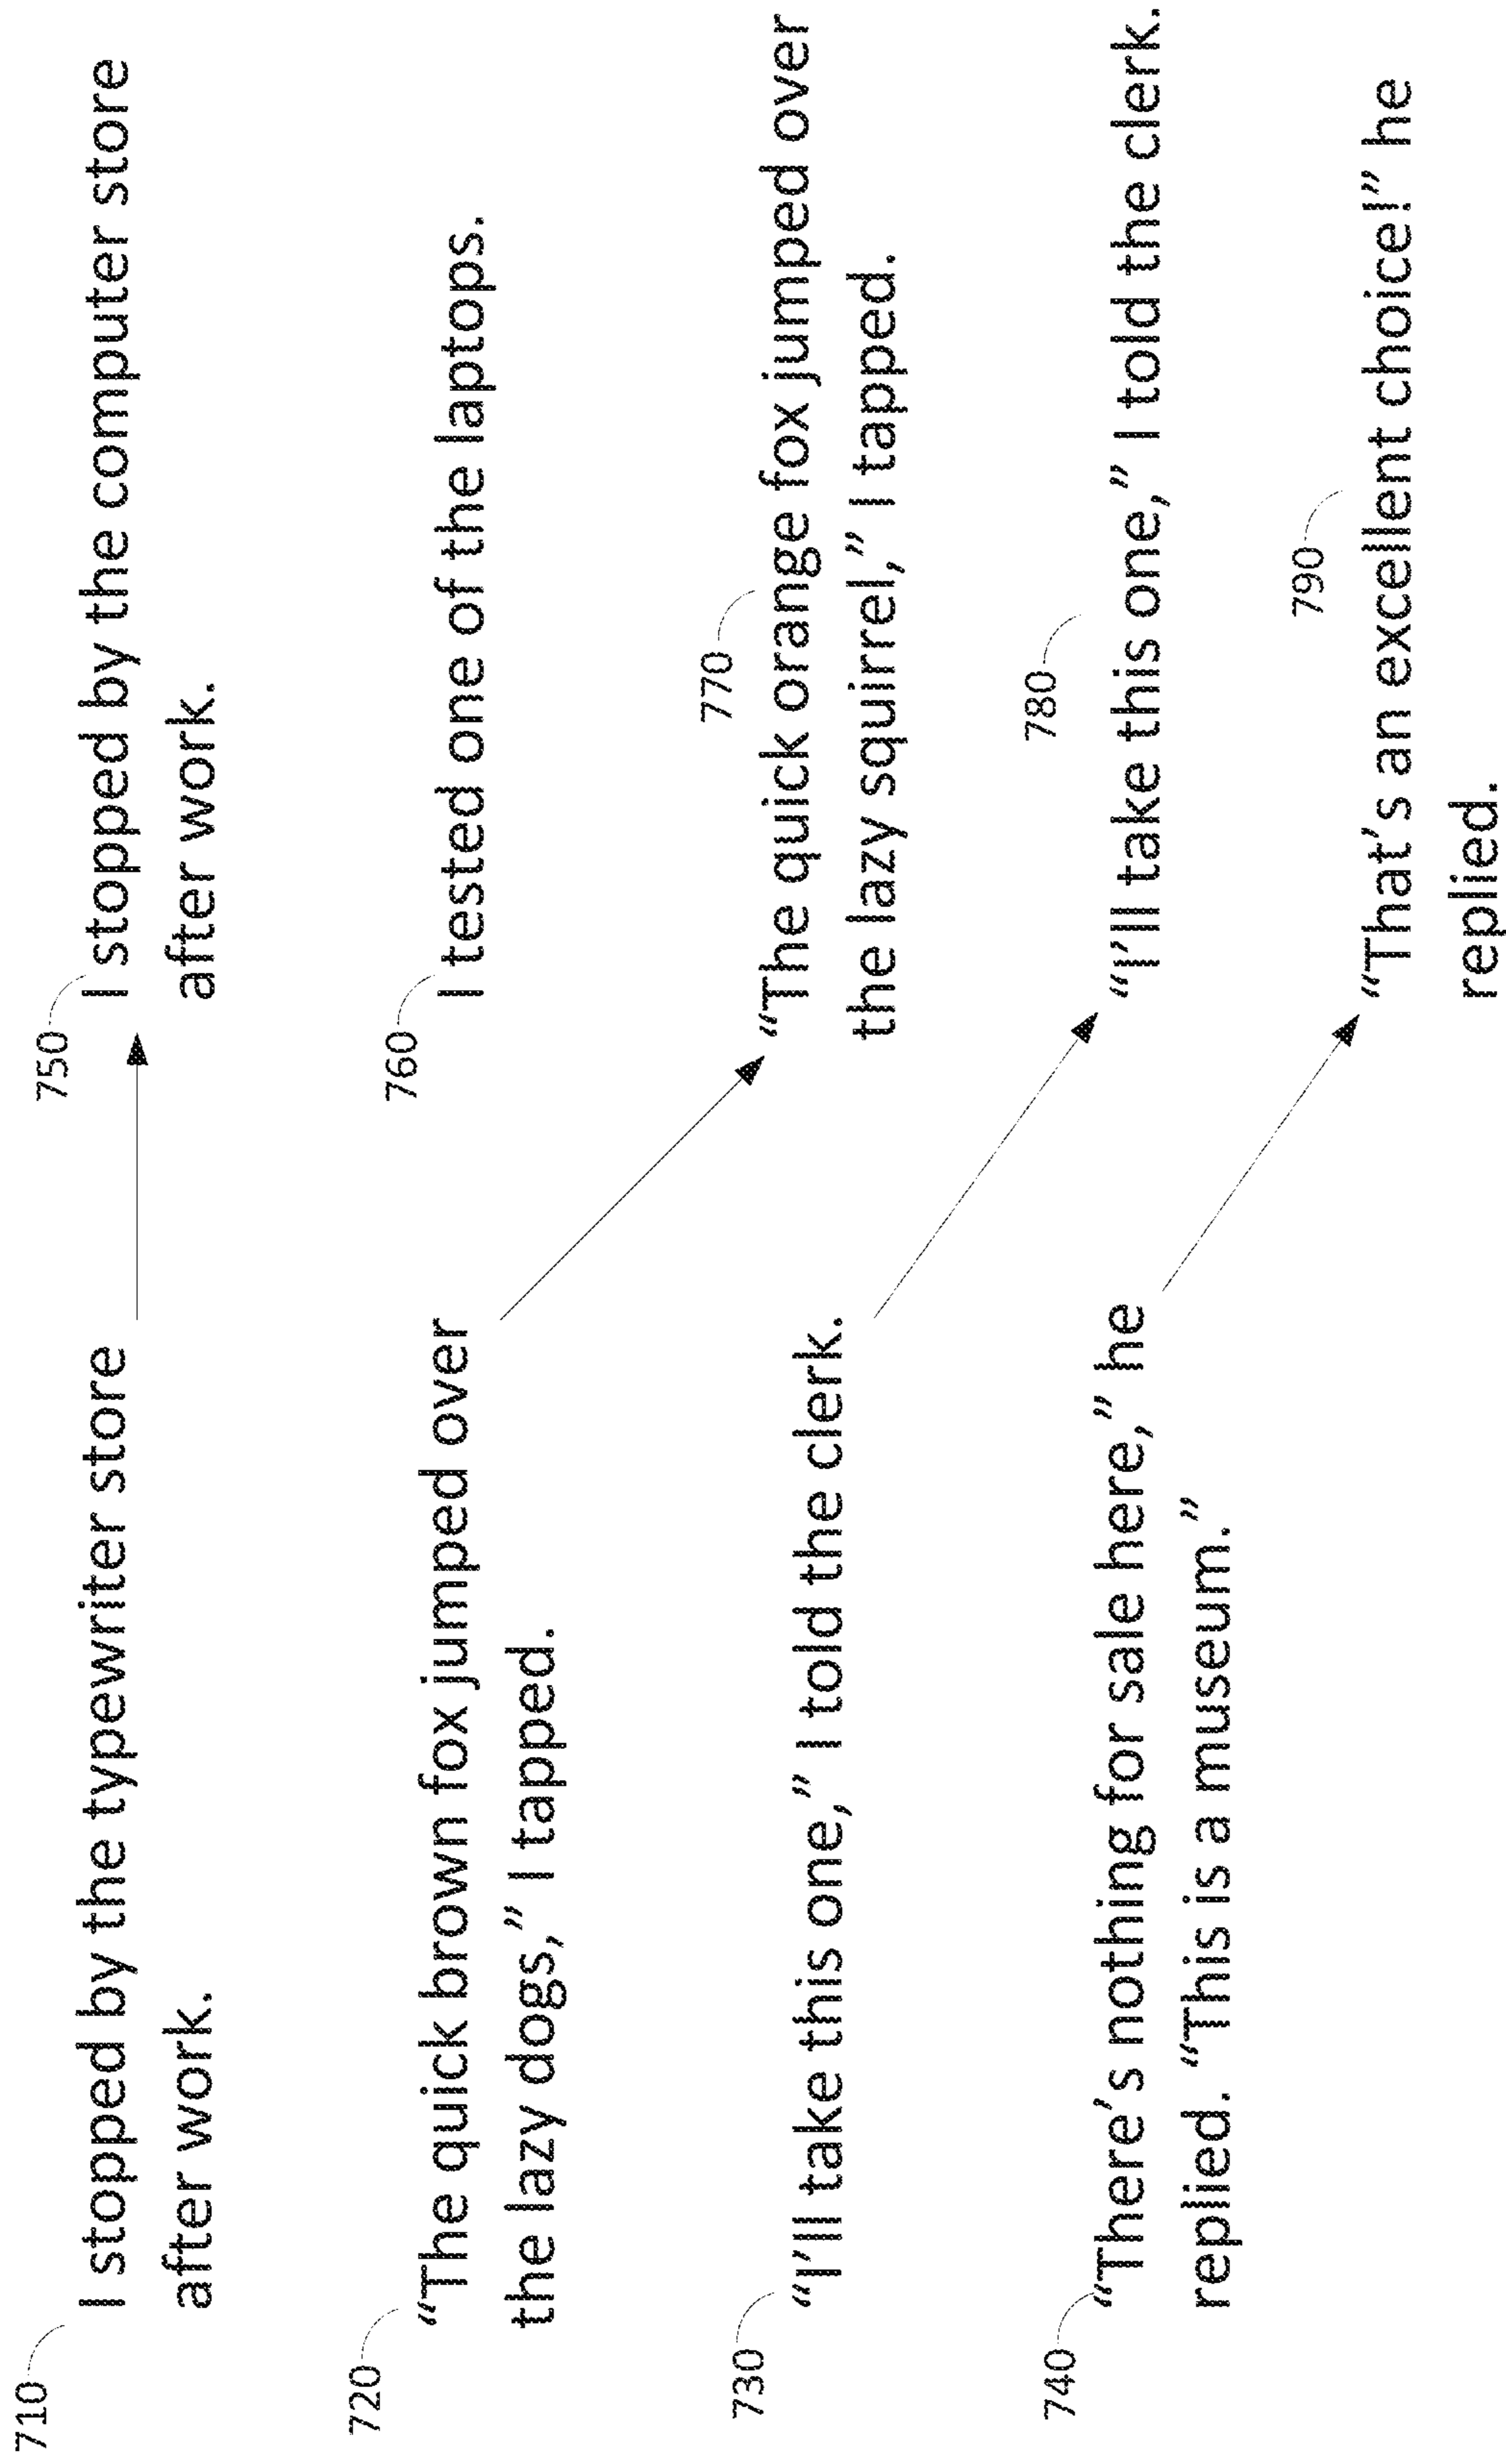 710
I stopped by the typewriter store
after work.
720
“The quick brown fox jumped over
the lazy dogs,” I tapped.
730
“I’ll take this one,” I told the clerk.
740
“There’s nothing for sale here,” he
replied. “This is a museum.”
750
I stopped by the computer store
after work.
760
I tested one of the laptops.
770
“The quick orange fox jumped over
the lazy squirrel,” I tapped.
780
“I’ll take this one,” I told the clerk.
790
“That’s an excellent choice!” he
replied.